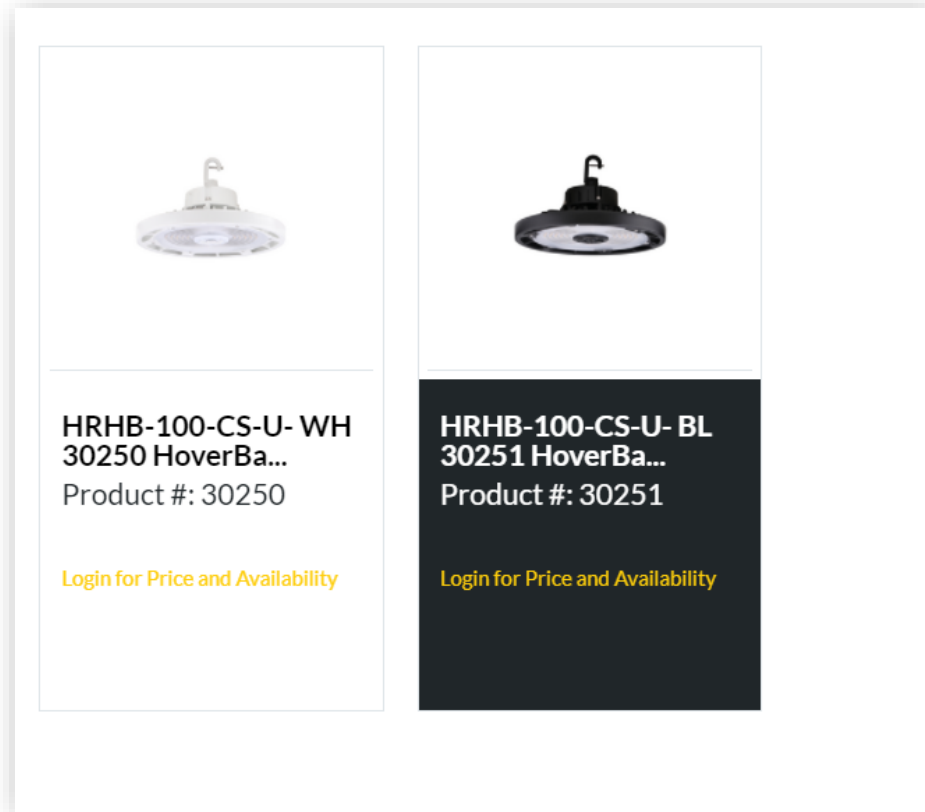 HRHB-100-CS-U- WH
30250 HoverBa...
Product #: 30250
Login for Price and Availability
HRHB-100-CS-U- BL
30251 HoverBa...
Product #: 30251
Login for Price and Availability